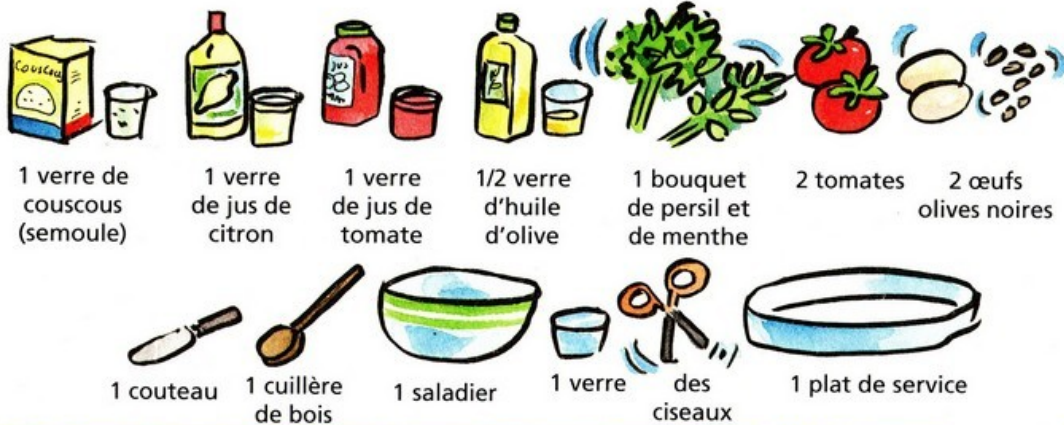 couscous
jus
1 verre de
couscous
(semoule)
1 verre
de jus de
citron
1 verre
de jus de
tomate
1/2 verre
d'huile
d'olive
1 bouquet
de persil et
de menthe
2 tomates
2 œufs
olives noires
1 couteau
1 cuillère
de bois
1 saladier
1 verre
des
ciseaux
1 plat de service